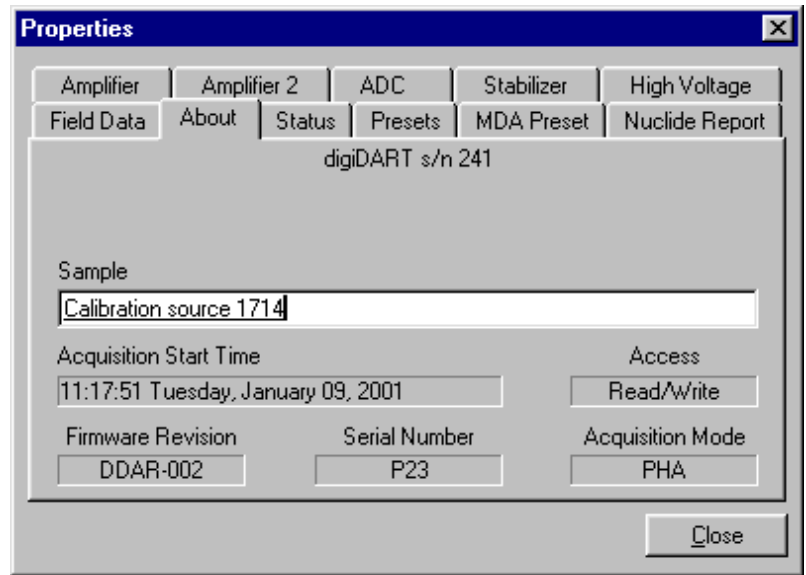 Properties
Amplifier Amplifier 2 ADC Stabilizer High Voltage
Field Data About Status Presets MDA Preset Nuclide Report
digiDART s/n 241
Sample
Calibration source 1714
Acquisition Start Time Access
11:17:51 Tuesday, January 09, 2001 Read/Write
Firmware Revision Serial Number Acquisition Mode
DDAR-002 P23 PHA
Close